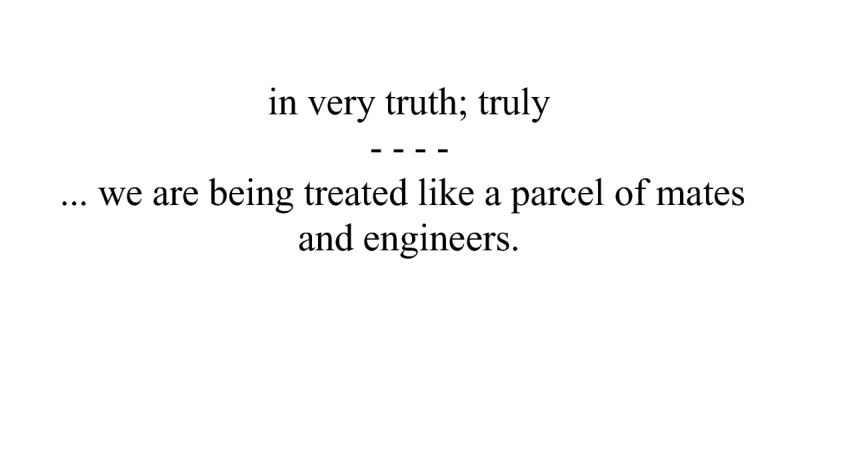 in very truth; truly
- - - -
... we are being treated like a parcel of mates
and engineers.